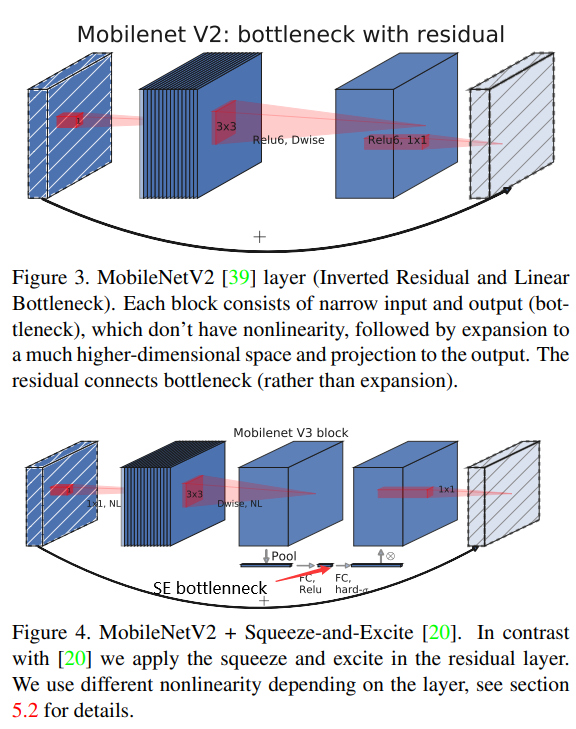 Mobilenet V2: bottleneck with residual
3x3
Relu6, Dwise
Relu6, 1x1
+
Figure 3. MobileNetV2 [39] layer (Inverted Residual and Linear
Bottleneck). Each block consists of narrow input and output (bot-
tleneck), which don't have nonlinearity, followed by expansion to
a much higher-dimensional space and projection to the output. The
residual connects bottleneck (rather than expansion).
Mobilenet V3 block
1x1, NL
3x3
Dwise, NL
1x1
Pool
⊗
SE bottlenneck
FC,
Relu
FC,
hard-σ
+
Figure 4. MobileNetV2 + Squeeze-and-Excite [20]. In contrast
with [20] we apply the squeeze and excite in the residual layer.
We use different nonlinearity depending on the layer, see section
5.2 for details.